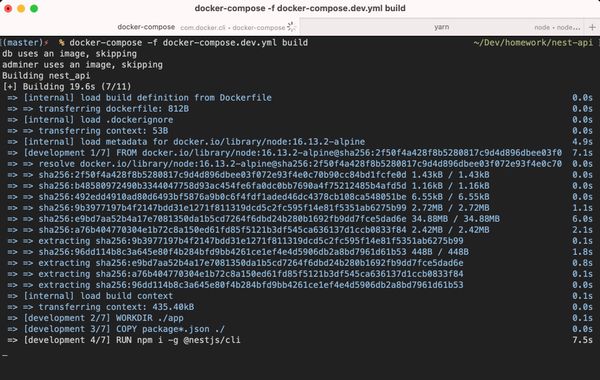 docker-compose -f docker-compose.dev.yml build
docker-compose com.docker.cli ◂ docker-compose
yarn node ◂ node...
(master)⚡ % docker-compose -f docker-compose.dev.yml build ~/Dev/homework/nest-api
db uses an image, skipping
adminer uses an image, skipping
Building nest_api
[+] Building 19.6s (7/11)
=> [internal] load build definition from Dockerfile 0.0s
=> => transferring dockerfile: 812B 0.0s
=> [internal] load .dockerignore 0.0s
=> => transferring context: 53B 0.0s
=> [internal] load metadata for docker.io/library/node:16.13.2-alpine 4.9s
=> [development 1/7] FROM docker.io/library/node:16.13.2-alpine@sha256:2f50f4a428f8b5280817c9d4d896dbee03f0 7.1s
=> => resolve docker.io/library/node:16.13.2-alpine@sha256:2f50f4a428f8b5280817c9d4d896dbee03f072e93f4e0c70 0.0s
=> => sha256:2f50f4a428f8b5280817c9d4d896dbee03f072e93f4e0c70b90cc84bd1fcfe0d 1.43kB / 1.43kB 0.0s
=> => sha256:b48580972490b3344047758d93ac454fe6fa0dc0bb7690a4f75212485b4afd5d 1.16kB / 1.16kB 0.0s
=> => sha256:492edd4910ad80d6493bf5876a9b0c6f4fdf1aded46dc4378cb108ca548051be 6.55kB / 6.55kB 0.0s
=> => sha256:9b3977197b4f2147bdd31e1271f811319dcd5c2fc595f14e81f5351ab6275b99 2.72MB / 2.72MB 1.1s
=> => sha256:e9bd7aa52b4a17e7081350da1b5cd7264f6dbd24b280b1692fb9dd7fce5dad6e 34.88MB / 34.88MB 6.0s
=> => sha256:a76b404770304e1b72c8a150ed61fd85f5121b3df545ca636137d1ccb0833f84 2.42MB / 2.42MB 2.1s
=> => extracting sha256:9b3977197b4f2147bdd31e1271f811319dcd5c2fc595f14e81f5351ab6275b99 0.1s
=> => sha256:96dd114b8c3a645e80f4b284bfd9bb4261ce1ef4e4d5906db2a8bd7961d61b53 448B / 448B 1.8s
=> => extracting sha256:e9bd7aa52b4a17e7081350da1b5cd7264f6dbd24b280b1692fb9dd7fce5dad6e 0.8s
=> => extracting sha256:a76b404770304e1b72c8a150ed61fd85f5121b3df545ca636137d1ccb0833f84 0.1s
=> => extracting sha256:96dd114b8c3a645e80f4b284bfd9bb4261ce1ef4e4d5906db2a8bd7961d61b53 0.0s
=> [internal] load build context 0.1s
=> => transferring context: 435.40kB 0.0s
=> [development 2/7] WORKDIR ./app 0.1s
=> [development 3/7] COPY package*.json ./ 0.0s
=> [development 4/7] RUN npm i -g @nestjs/cli 7.5s